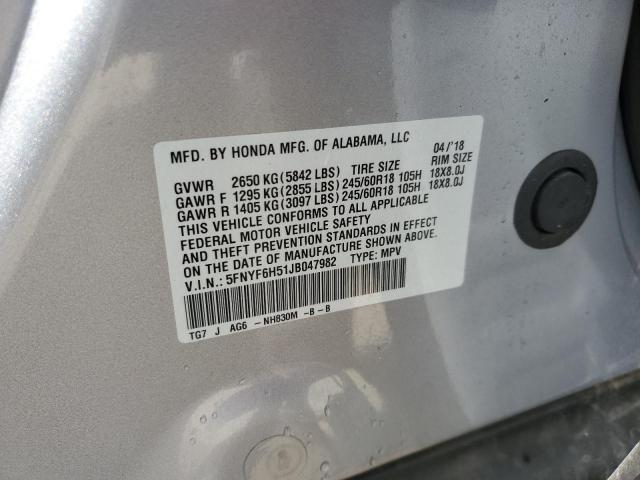 MFD. BY HONDA MFG. OF ALABAMA, LLC 04/'18
GVWR 2650 KG (5842 LBS) TIRE SIZE RIM SIZE
GAWR F 1295 KG (2855 LBS) 245/60R18 105H 18X8.0J
GAWR R 1405 KG (3097 LBS) 245/60R18 105H 18X8.0J
THIS VEHICLE CONFORMS TO ALL APPLICABLE
FEDERAL MOTOR VEHICLE SAFETY
AND THEFT PREVENTION STANDARDS IN EFFECT
ON THE DATE OF MANUFACTURE SHOWN ABOVE.
V.I.N.: 5FNYF6H51JB047982 TYPE: MPV
TG7 J AG6 -NH830M -B-B